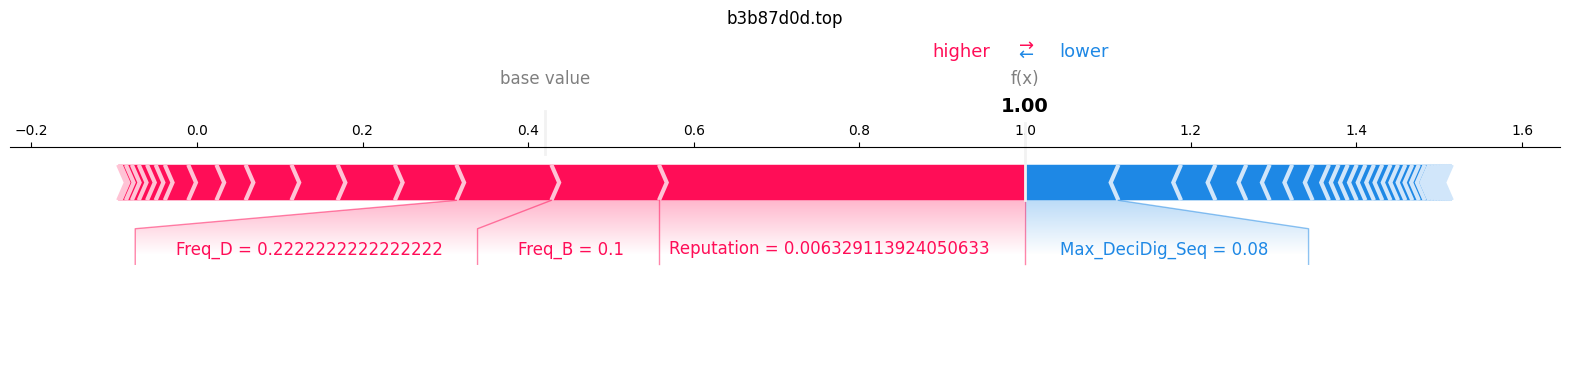 b3b87d0d.top
higher ⇄ lower
base value f(x)
1.00
−0.2 0.0 0.2 0.4 0.6 0.8 1.0 1.2 1.4 1.6
Freq_D = 0.2222222222222222 Freq_B = 0.1 Reputation = 0.006329113924050633 Max_DeciDig_Seq = 0.08